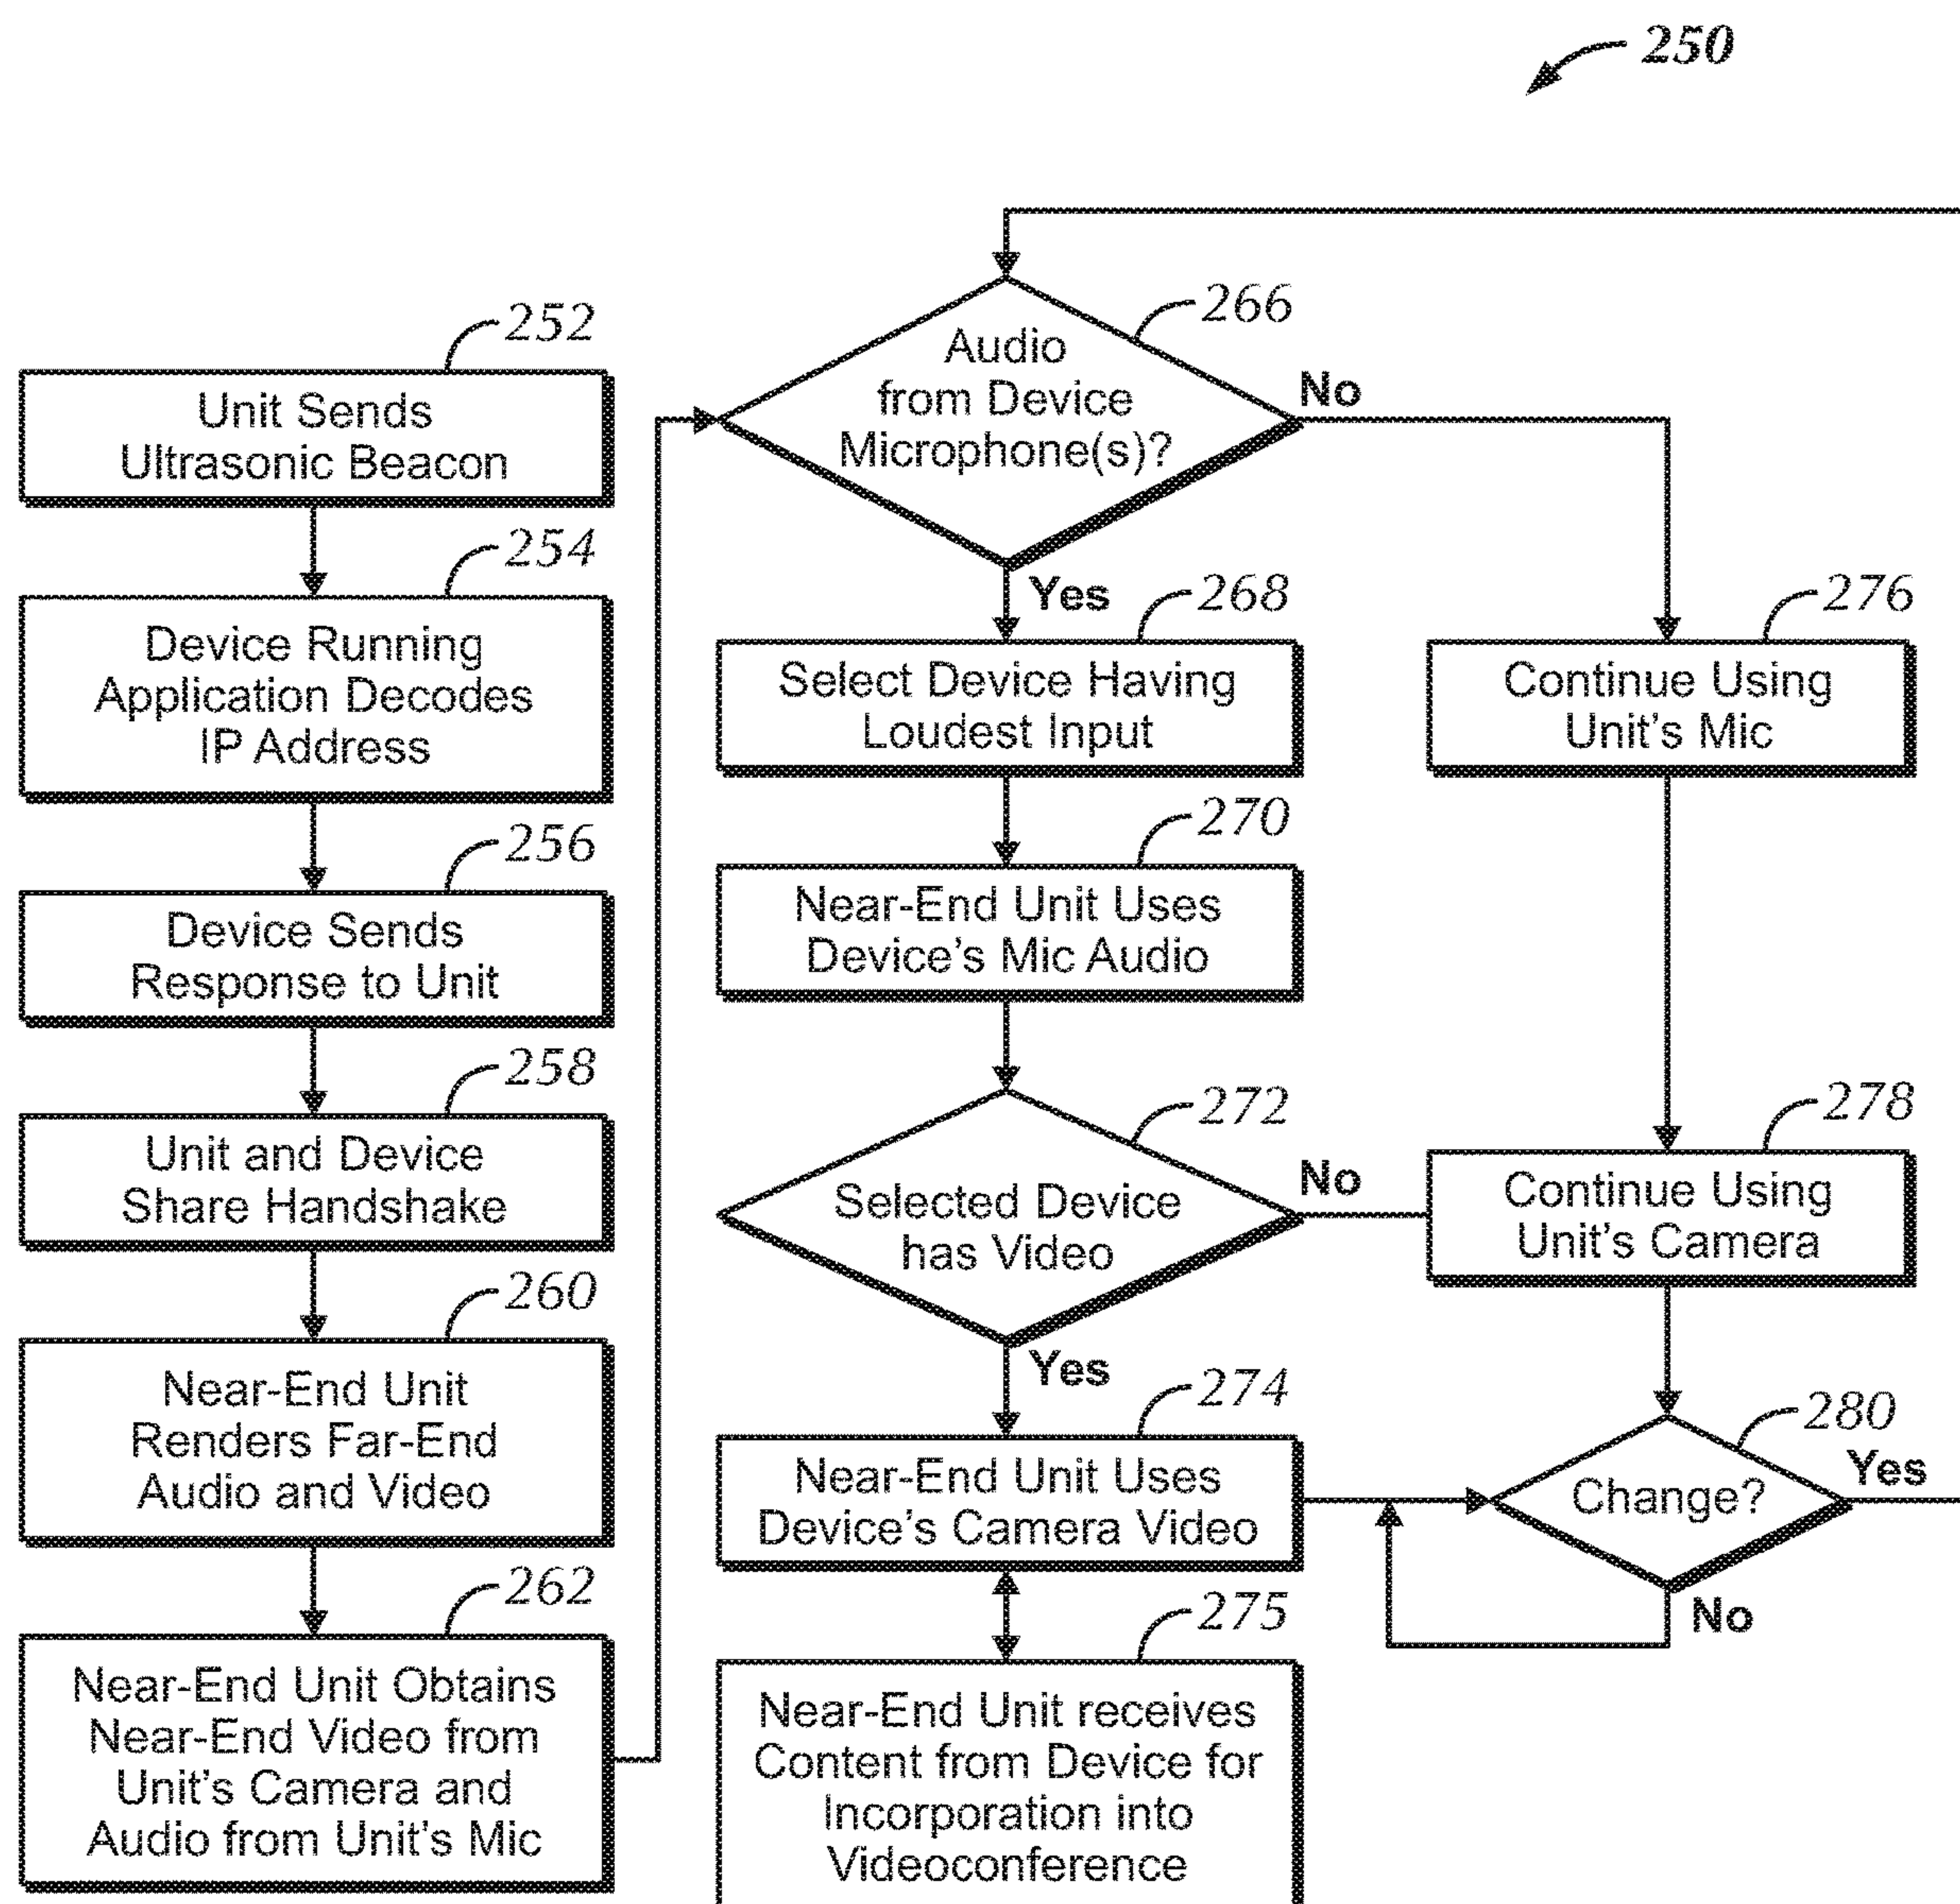 250
252
Unit Sends
Ultrasonic Beacon
254
Device Running
Application Decodes
IP Address
256
Device Sends
Response to Unit
258
Unit and Device
Share Handshake
260
Near-End Unit
Renders Far-End
Audio and Video
262
Near-End Unit Obtains
Near-End Video from
Unit's Camera and
Audio from Unit's Mic
266
Audio
from Device
Microphone(s)?
No
Yes
268
Select Device Having
Loudest Input
270
Near-End Unit Uses
Device's Mic Audio
272
Selected Device
has Video
No
Yes
274
Near-End Unit Uses
Device's Camera Video
275
Near-End Unit receives
Content from Device for
Incorporation into
Videoconference
276
Continue Using
Unit's Mic
278
Continue Using
Unit's Camera
280
Change?
Yes
No